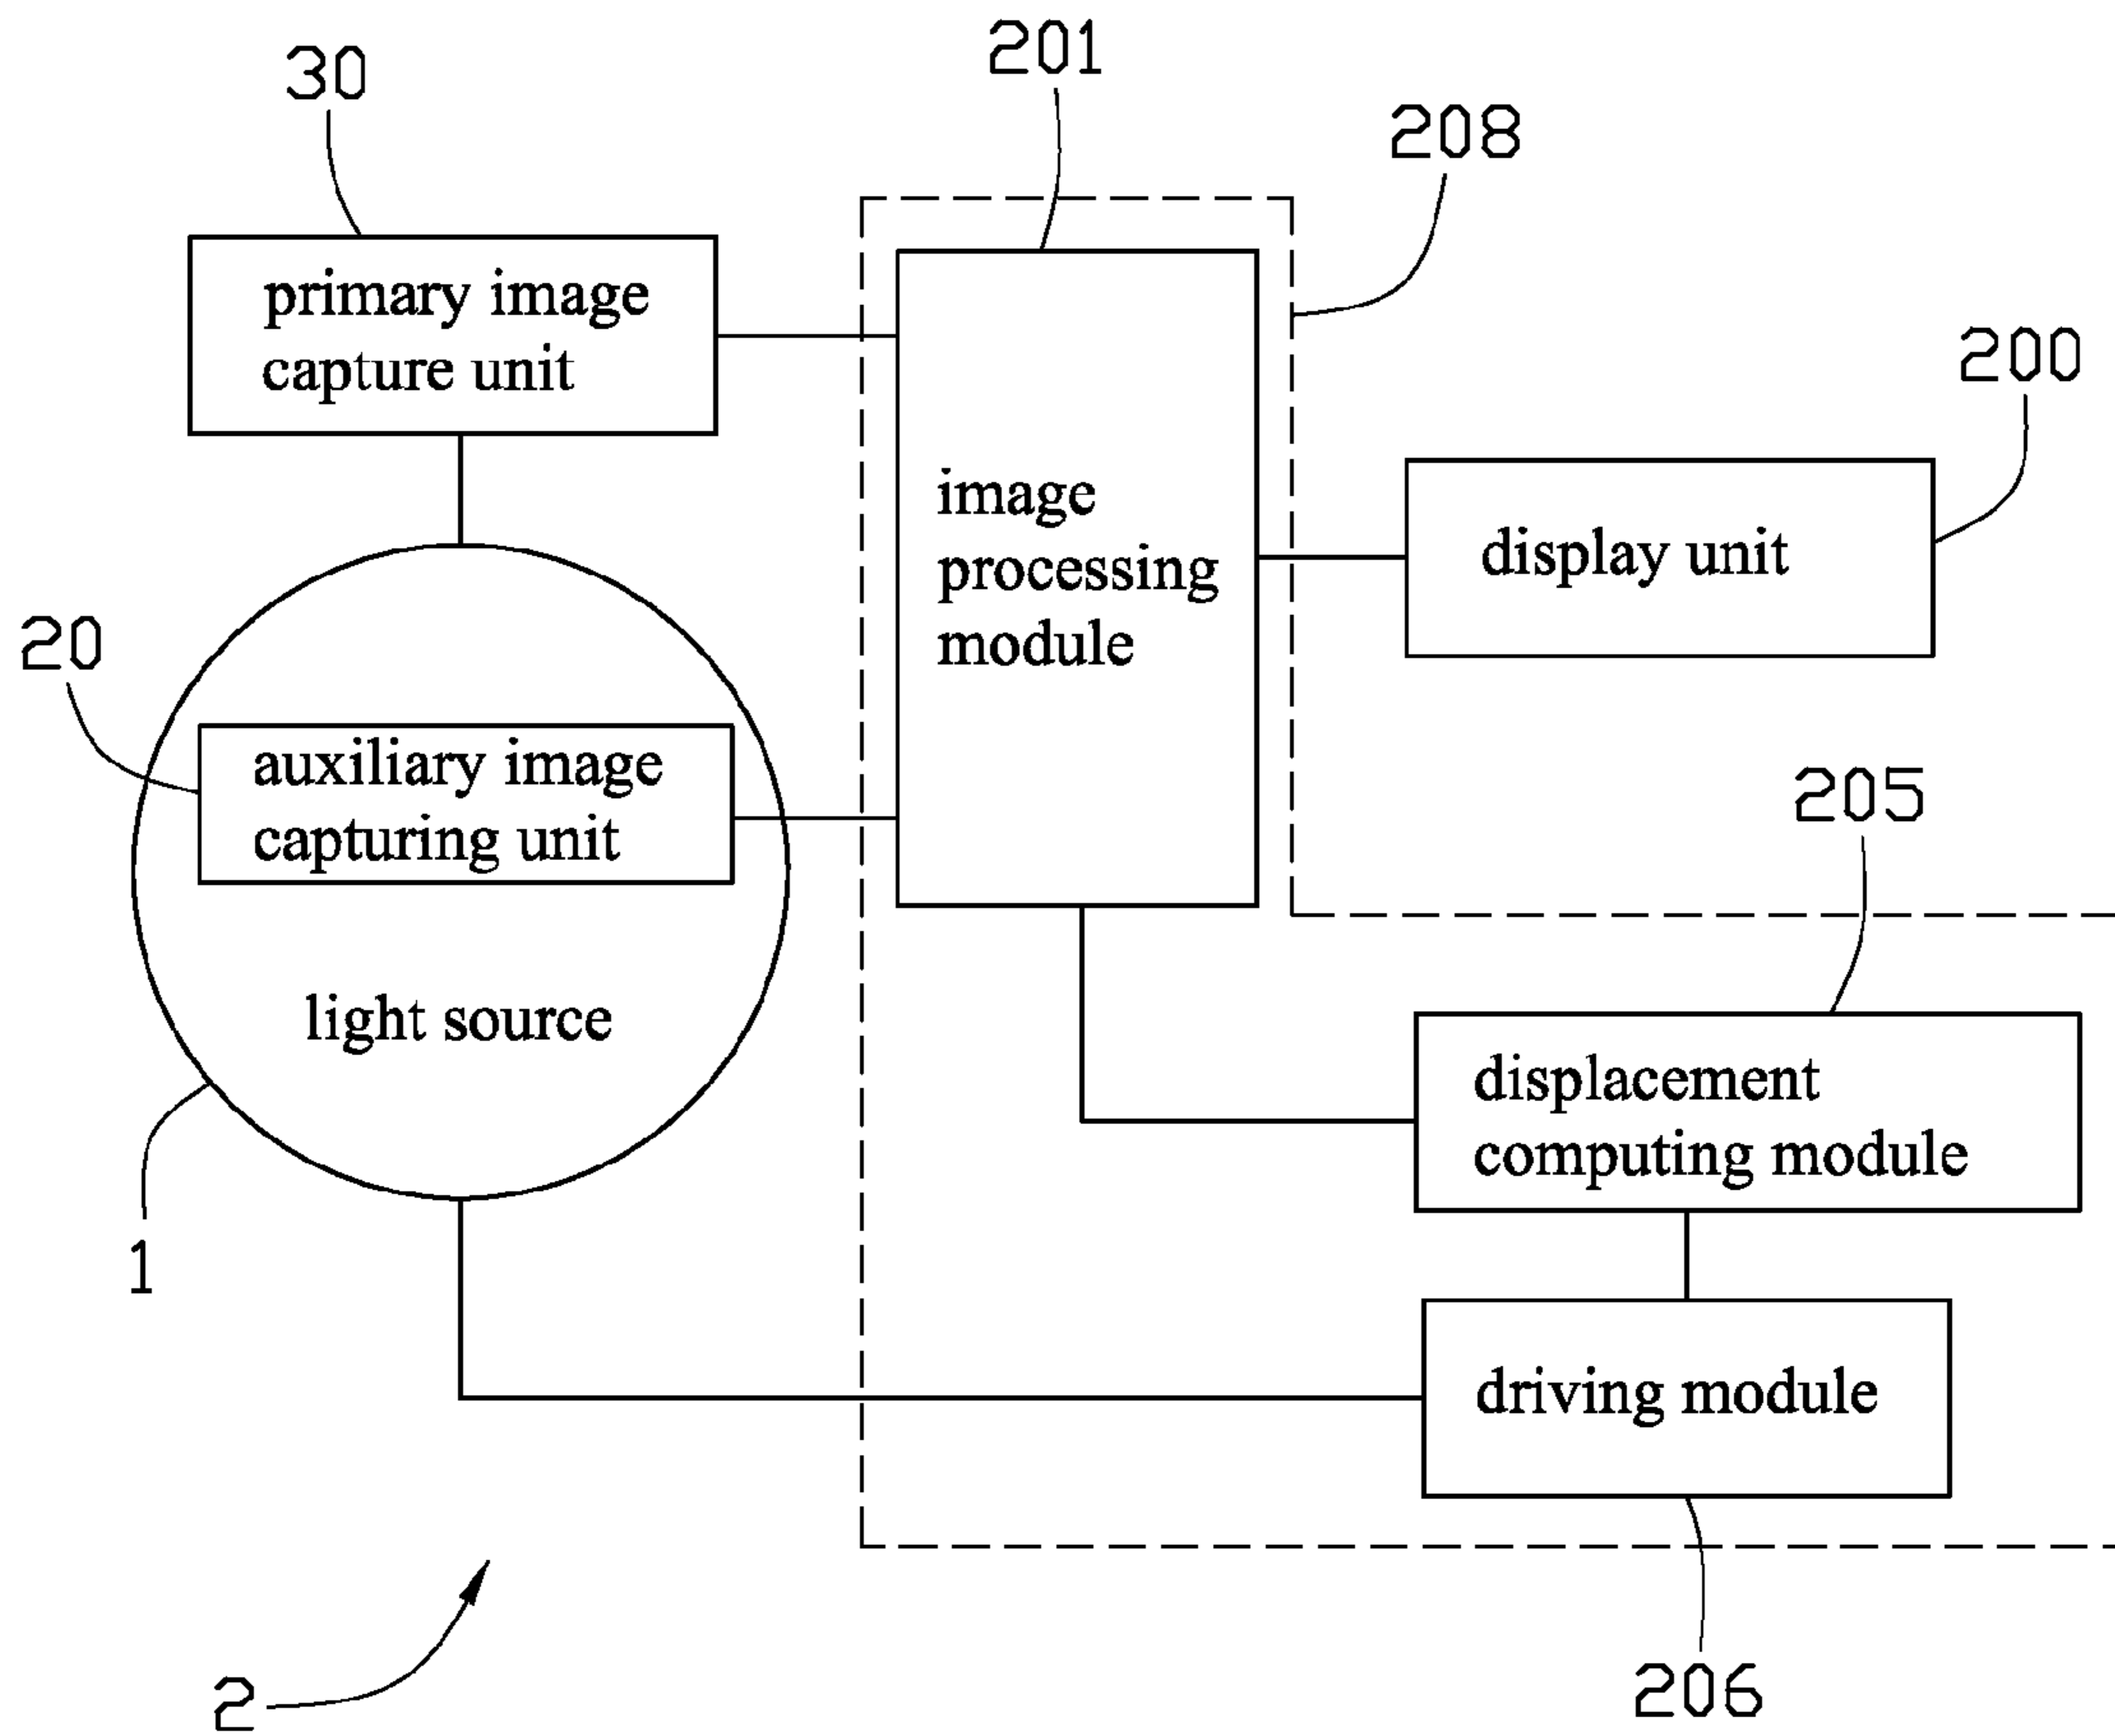 201
30
208
primary image
capture unit
200
image
processing
module
display unit
20
auxiliary image
capturing unit
205
light source
displacement
computing module
1
driving module
2
206